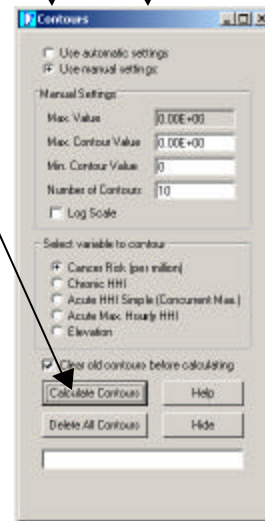 Contours
Use automatic settings
Use manual settings
Manual Settings
Max. Value 0.00E+00
Max. Contour Value 0.00E+00
Min. Contour Value 0
Number of Contours 10
Log Scale
Select variable to contour
Cancer Risk (per million)
Chronic HHI
Acute HHI Simple (Concurrent Max.)
Acute Max. Hourly HHI
Elevation
Clear old contours before calculating
Calculate Contours Help
Delete All Contours Hide